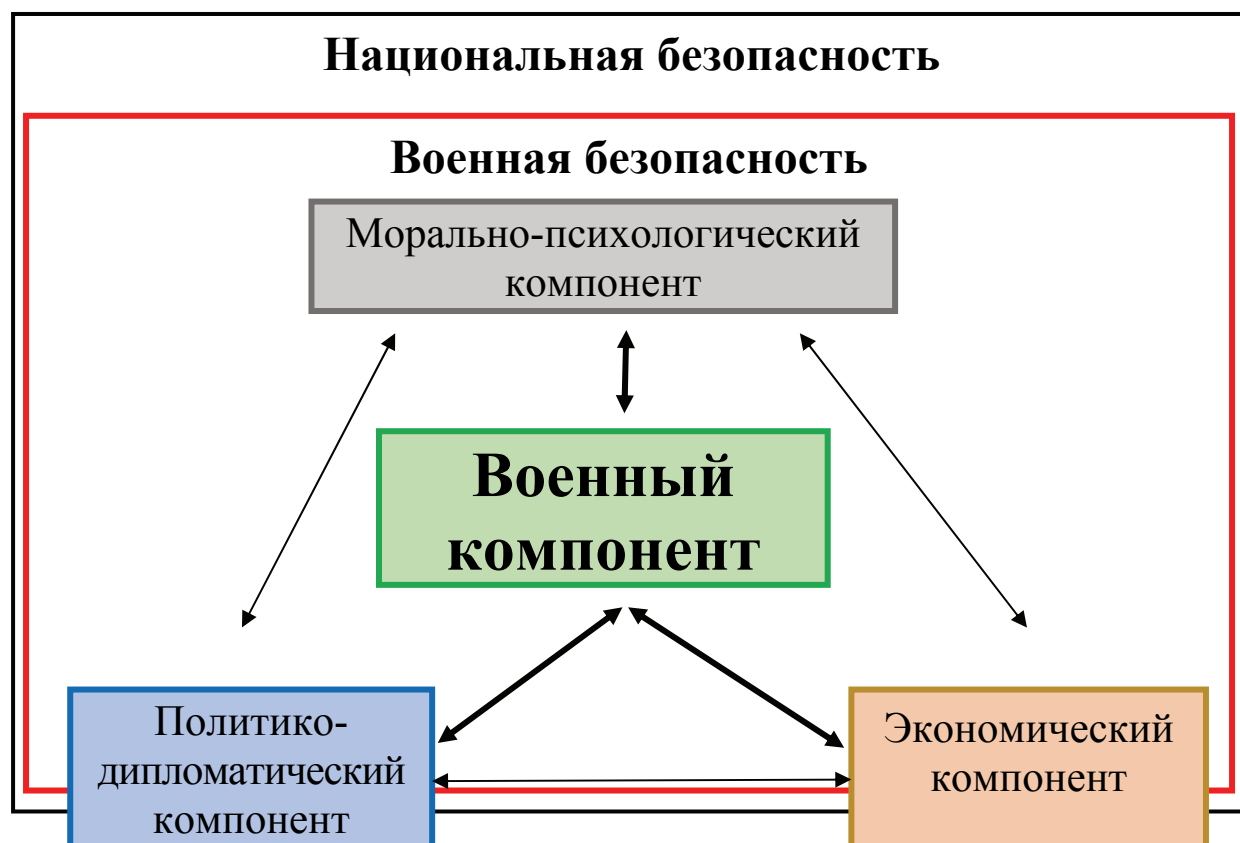 Национальная безопасность
Военная безопасность
Морально-психологический
компонент
Военный
компонент
Политико-
дипломатический
компонент
Экономический
компонент